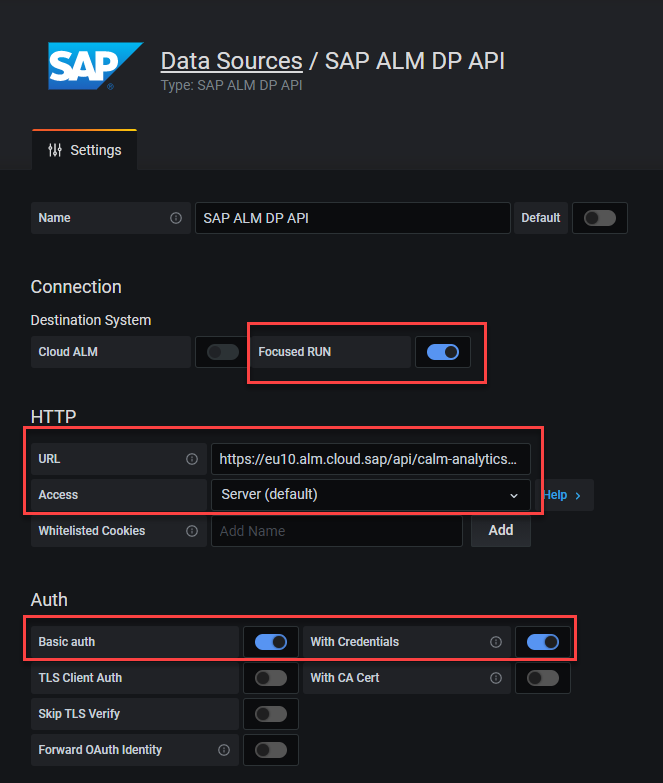 SAP
Data Sources / SAP ALM DP API
Type: SAP ALM DP API
Settings
Name SAP ALM DP API Default
Connection
Destination System
Cloud ALM Focused RUN
HTTP
URL https://eu10.alm.cloud.sap/api/calm-analytics...
Access Server (default) Help
Whitelisted Cookies Add Name Add
Auth
Basic auth With Credentials
TLS Client Auth With CA Cert
Skip TLS Verify
Forward OAuth Identity